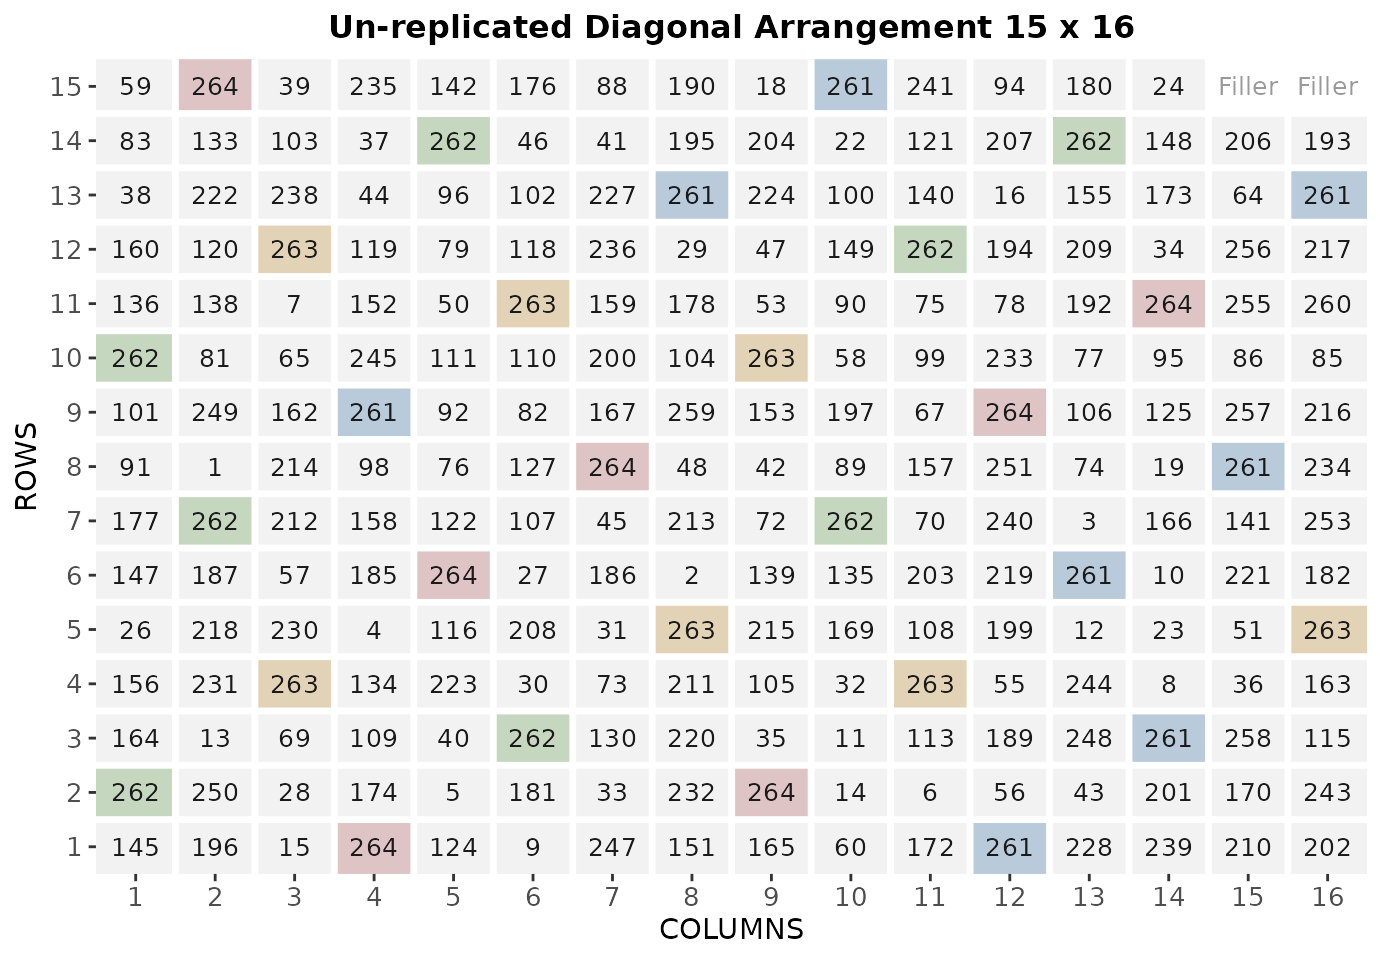 Un-replicated Diagonal Arrangement 15 x 16
15 59 264 39 235 142 176 88 190 18 261 241 94 180 24 Filler Filler
14 83 133 103 37 262 46 41 195 204 22 121 207 262 148 206 193
13 38 222 238 44 96 102 227 261 224 100 140 16 155 173 64 261
12 160 120 263 119 79 118 236 29 47 149 262 194 209 34 256 217
11 136 138 7 152 50 263 159 178 53 90 75 78 192 264 255 260
10 262 81 65 245 111 110 200 104 263 58 99 233 77 95 86 85
9 101 249 162 261 92 82 167 259 153 197 67 264 106 125 257 216
8 91 1 214 98 76 127 264 48 42 89 157 251 74 19 261 234
7 177 262 212 158 122 107 45 213 72 262 70 240 3 166 141 253
6 147 187 57 185 264 27 186 2 139 135 203 219 261 10 221 182
5 26 218 230 4 116 208 31 263 215 169 108 199 12 23 51 263
4 156 231 263 134 223 30 73 211 105 32 263 55 244 8 36 163
3 164 13 69 109 40 262 130 220 35 11 113 189 248 261 258 115
2 262 250 28 174 5 181 33 232 264 14 6 56 43 201 170 243
1 145 196 15 264 124 9 247 151 165 60 172 261 228 239 210 202
1 2 3 4 5 6 7 8 9 10 11 12 13 14 15 16
COLUMNS
ROWS